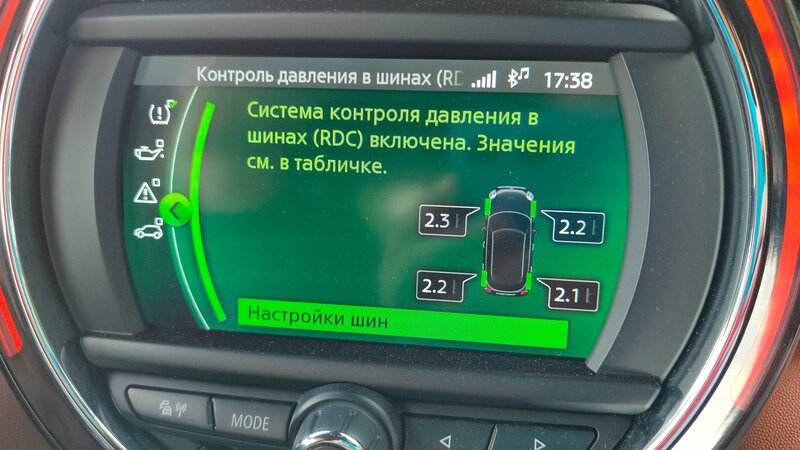 Контроль давления в шинах (RD
17:38
Система контроля давления в
шинах (RDC) включена. Значения
см. в табличке.
2.3
2.2
2.2
2.1
Настройки шин
MODE